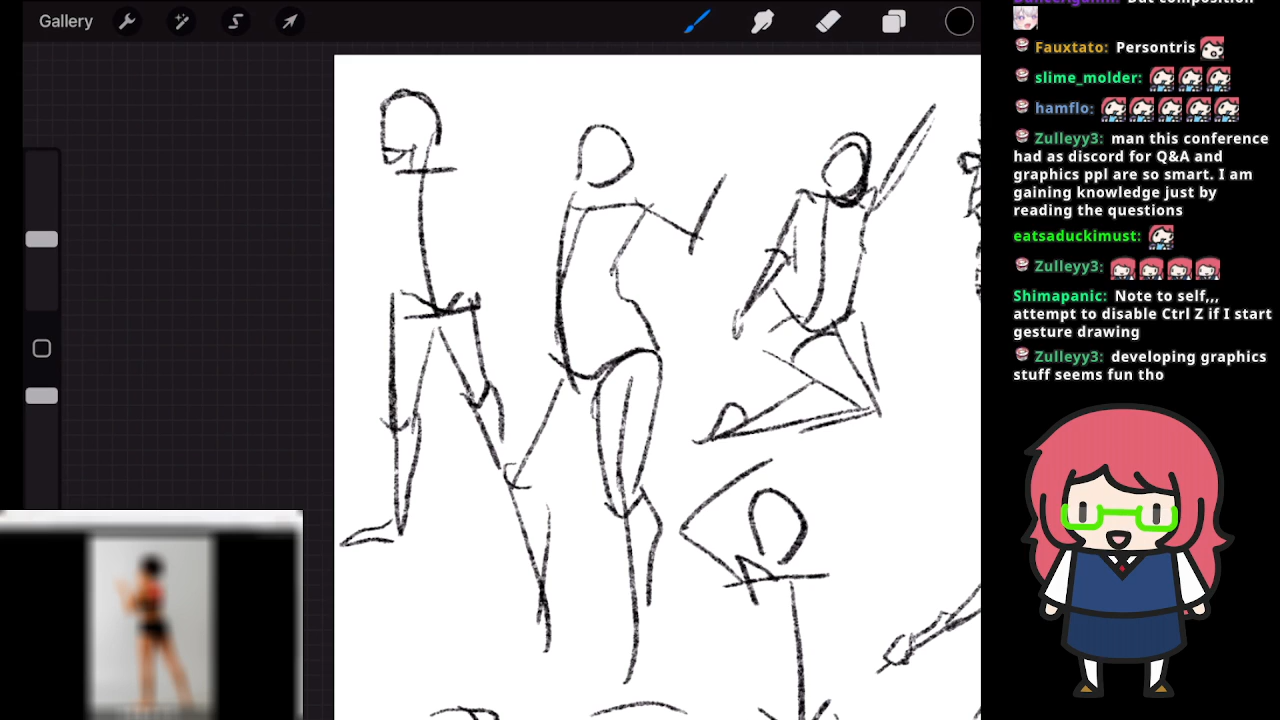 Gallery
But composition
Fauxtato: Persontris
slime_molder:
hamflo:
Zulleyy3: man this conference
had as discord for Q&A and
graphics ppl are so smart. I am
gaining knowledge just by
reading the questions
eatsaduckimust:
Zulleyy3:
Shimapanic: Note to self,,,
attempt to disable Ctrl Z if I start
gesture drawing
Zulleyy3: developing graphics
stuff seems fun tho